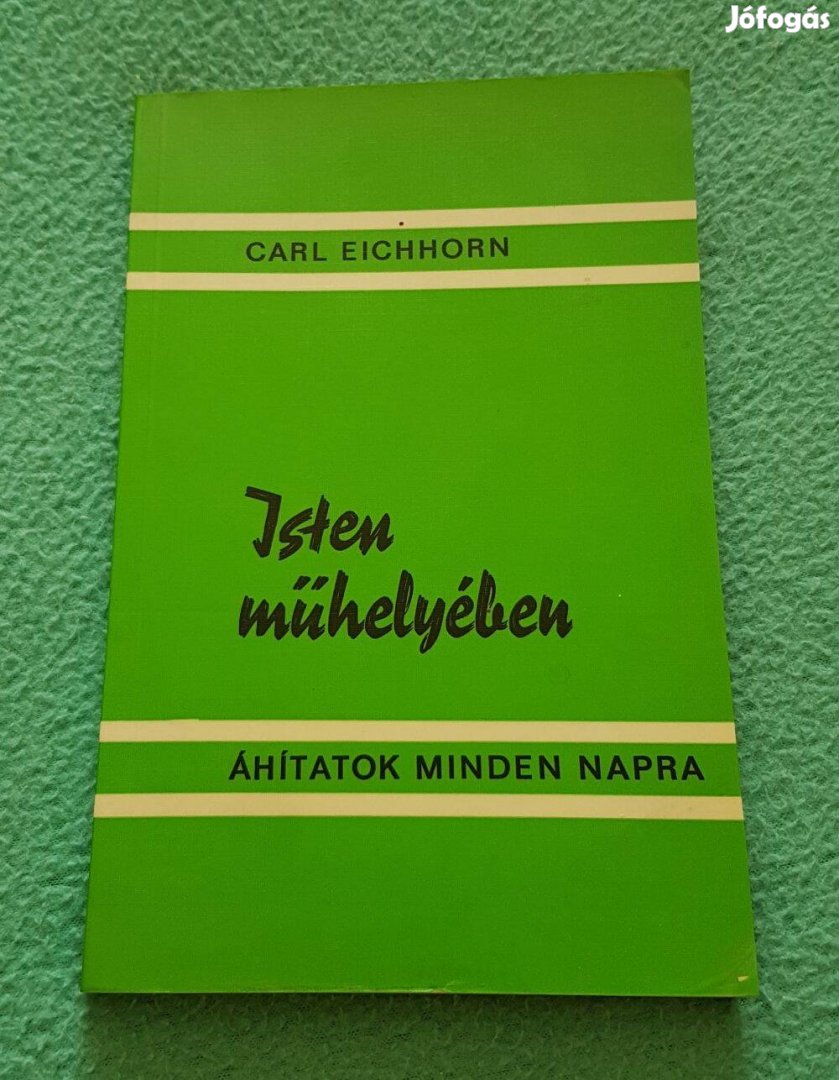 Jófogás
CARL EICHHORN
Isten
műhelyében
ÁHÍTATOK MINDEN NAPRA